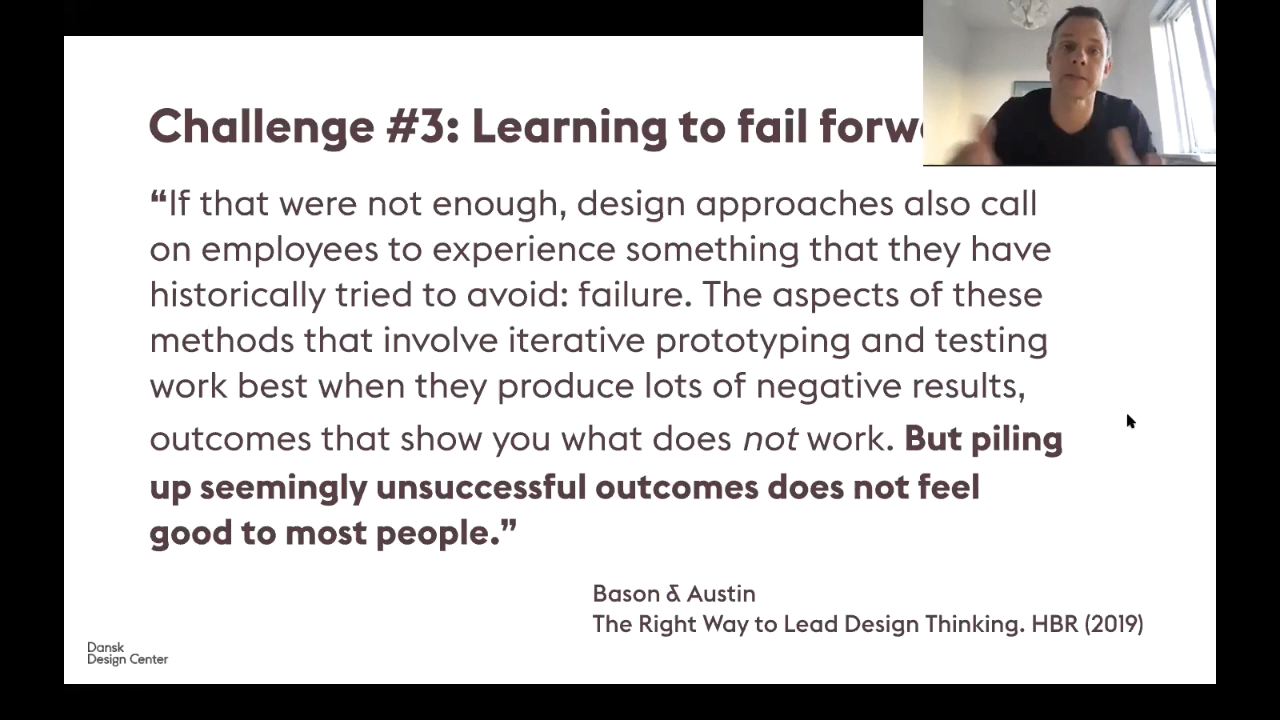 Challenge #3: Learning to fail
“If that were not enough, design approaches also call
on employees to experience something that they have
historically tried to avoid: failure. The aspects of these
methods that involve iterative prototyping and testing
work best when they produce lots of negative results,
outcomes that show you what does not work. But piling
up seemingly unsuccessful outcomes does not feel
good to most people.”
Bason & Austin
The Right Way to Lead Design Thinking. HBR (2019)
Dansk
Design Center